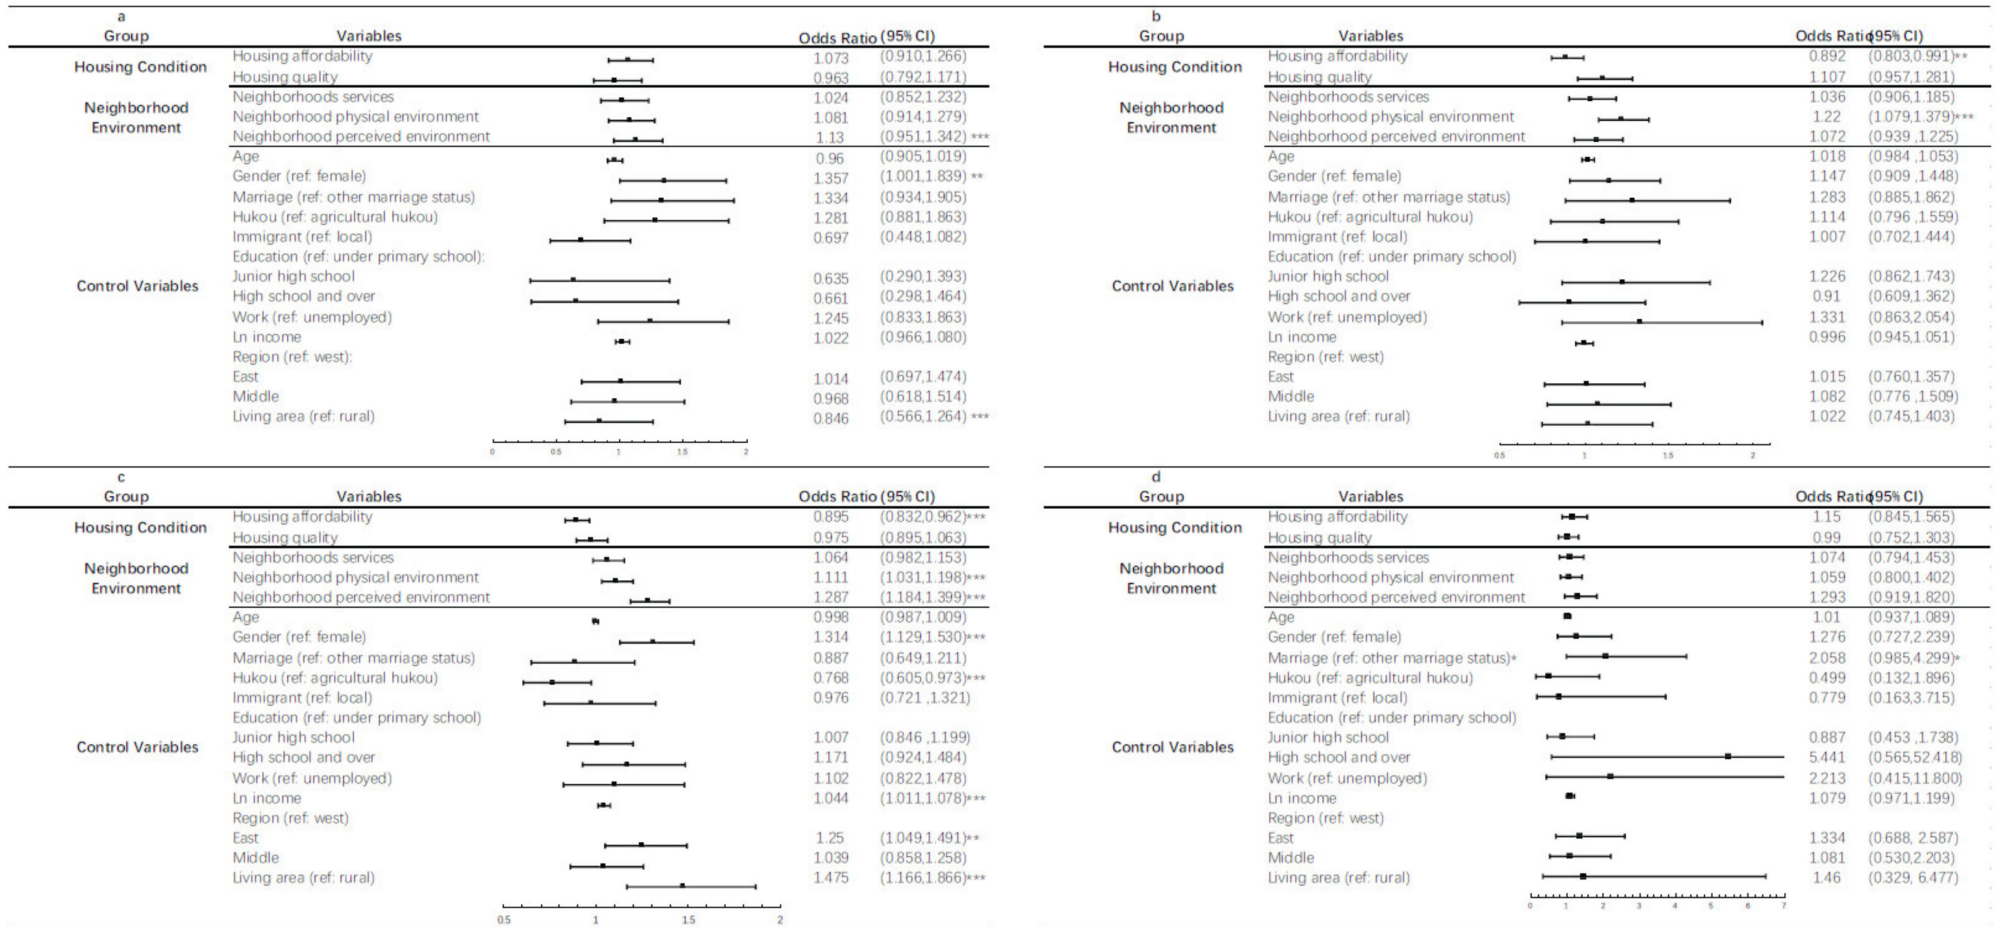 a
Group Variables Odds Ratio (95% CI)
Housing Condition
Housing affordability 1.073 (0.910,1.266)
Housing quality 0.963 (0.792,1.171)
Neighborhood Environment
Neighborhoods services 1.024 (0.852,1.232)
Neighborhood physical environment 1.081 (0.914,1.279)
Neighborhood perceived environment 1.13 (0.951,1.342) ***
Control Variables
Age 0.96 (0.905,1.019)
Gender (ref: female) 1.357 (1.001,1.839) **
Marriage (ref: other marriage status) 1.334 (0.934,1.905)
Hukou (ref: agricultural hukou) 1.281 (0.881,1.863)
Immigrant (ref: local) 0.697 (0.448,1.082)
Education (ref: under primary school):
Junior high school 0.635 (0.290,1.393)
High school and over 0.661 (0.298,1.464)
Work (ref: unemployed) 1.245 (0.833,1.863)
Ln income 1.022 (0.966,1.080)
Region (ref: west):
East 1.014 (0.697,1.474)
Middle 0.968 (0.618,1.514)
Living area (ref: rural) 0.846 (0.566,1.264) ***
0 0.5 1 1.5 2
b
Group Variables Odds Ratio (95% CI)
Housing Condition
Housing affordability 0.892 (0.803,0.991)**
Housing quality 1.107 (0.957,1.281)
Neighborhood Environment
Neighborhoods services 1.036 (0.906,1.185)
Neighborhood physical environment 1.22 (1.079,1.379)***
Neighborhood perceived environment 1.072 (0.939 ,1.225)
Control Variables
Age 1.018 (0.984 ,1.053)
Gender (ref: female) 1.147 (0.909 ,1.448)
Marriage (ref: other marriage status) 1.283 (0.885,1.862)
Hukou (ref: agricultural hukou) 1.114 (0.796 ,1.559)
Immigrant (ref: local) 1.007 (0.702,1.444)
Education (ref: under primary school)
Junior high school 1.226 (0.862,1.743)
High school and over 0.91 (0.609,1.362)
Work (ref: unemployed) 1.331 (0.863,2.054)
Ln income 0.996 (0.945,1.051)
Region (ref: west)
East 1.015 (0.760,1.357)
Middle 1.082 (0.776 ,1.509)
Living area (ref: rural) 1.022 (0.745,1.403)
0.5 1 1.5 2
c
Group Variables Odds Ratio (95% CI)
Housing Condition
Housing affordability 0.895 (0.832,0.962)***
Housing quality 0.975 (0.895,1.063)
Neighborhood Environment
Neighborhoods services 1.064 (0.982,1.153)
Neighborhood physical environment 1.111 (1.031,1.198)***
Neighborhood perceived environment 1.287 (1.184,1.399)***
Control Variables
Age 0.998 (0.987,1.009)
Gender (ref: female) 1.314 (1.129,1.530)***
Marriage (ref: other marriage status) 0.887 (0.649,1.211)
Hukou (ref: agricultural hukou) 0.768 (0.605,0.973)***
Immigrant (ref: local) 0.976 (0.721 ,1.321)
Education (ref: under primary school)
Junior high school 1.007 (0.846 ,1.199)
High school and over 1.171 (0.924,1.484)
Work (ref: unemployed) 1.102 (0.822,1.478)
Ln income 1.044 (1.011,1.078)***
Region (ref: west)
East 1.25 (1.049,1.491)**
Middle 1.039 (0.858,1.258)
Living area (ref: rural) 1.475 (1.166,1.866)***
0.5 1 1.5 2
d
Group Variables Odds Ratio (95% CI)
Housing Condition
Housing affordability 1.15 (0.845,1.565)
Housing quality 0.99 (0.752,1.303)
Neighborhood Environment
Neighborhoods services 1.074 (0.794,1.453)
Neighborhood physical environment 1.059 (0.800,1.402)
Neighborhood perceived environment 1.293 (0.919,1.820)
Control Variables
Age 1.01 (0.937,1.089)
Gender (ref: female) 1.276 (0.727,2.239)
Marriage (ref: other marriage status)* 2.058 (0.985,4.299)*
Hukou (ref: agricultural hukou) 0.499 (0.132,1.896)
Immigrant (ref: local) 0.779 (0.163,3.715)
Education (ref: under primary school)
Junior high school 0.887 (0.453 ,1.738)
High school and over 5.441 (0.565,52.418)
Work (ref: unemployed) 2.213 (0.415,11.800)
Ln income 1.079 (0.971,1.199)
Region (ref: west)
East 1.334 (0.688, 2.587)
Middle 1.081 (0.530,2.203)
Living area (ref: rural) 1.46 (0.329, 6.477)
0 1 2 3 4 5 6 7